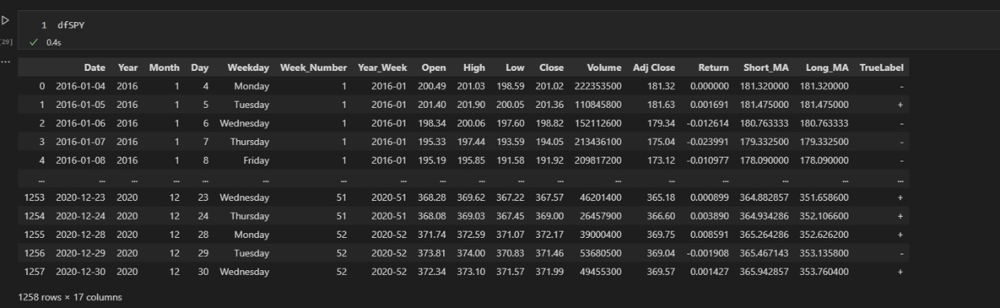 1 dfSPY
[29] ✓ 0.4s
...
Date Year Month Day Weekday Week_Number Year_Week Open High Low Close Volume Adj Close Return Short_MA Long_MA TrueLabel
0 2016-01-04 2016 1 4 Monday 1 2016-01 200.49 201.03 198.59 201.02 222353500 181.32 0.000000 181.320000 181.320000 -
1 2016-01-05 2016 1 5 Tuesday 1 2016-01 201.40 201.90 200.05 201.36 110845800 181.63 0.001691 181.475000 181.475000 +
2 2016-01-06 2016 1 6 Wednesday 1 2016-01 198.34 200.06 197.60 198.82 152112600 179.34 -0.012614 180.763333 180.763333 -
3 2016-01-07 2016 1 7 Thursday 1 2016-01 195.33 197.44 193.59 194.05 213436100 175.04 -0.023991 179.332500 179.332500 -
4 2016-01-08 2016 1 8 Friday 1 2016-01 195.19 195.85 191.58 191.92 209817200 173.12 -0.010977 178.090000 178.090000 -
... ... ... ... ... ... ... ... ... ... ... ... ... ... ... ... ... ...
1253 2020-12-23 2020 12 23 Wednesday 51 2020-51 368.28 369.62 367.22 367.57 46201400 365.18 0.000899 364.882857 351.658600 +
1254 2020-12-24 2020 12 24 Thursday 51 2020-51 368.08 369.03 367.45 369.00 26457900 366.60 0.003890 364.934286 352.106600 +
1255 2020-12-28 2020 12 28 Monday 52 2020-52 371.74 372.59 371.07 372.17 39000400 369.75 0.008591 365.264286 352.626200 +
1256 2020-12-29 2020 12 29 Tuesday 52 2020-52 373.81 374.00 370.83 371.46 53680500 369.04 -0.001908 365.467143 353.135800 -
1257 2020-12-30 2020 12 30 Wednesday 52 2020-52 372.34 373.10 371.57 371.99 49455300 369.57 0.001427 365.942857 353.760400 +
1258 rows × 17 columns